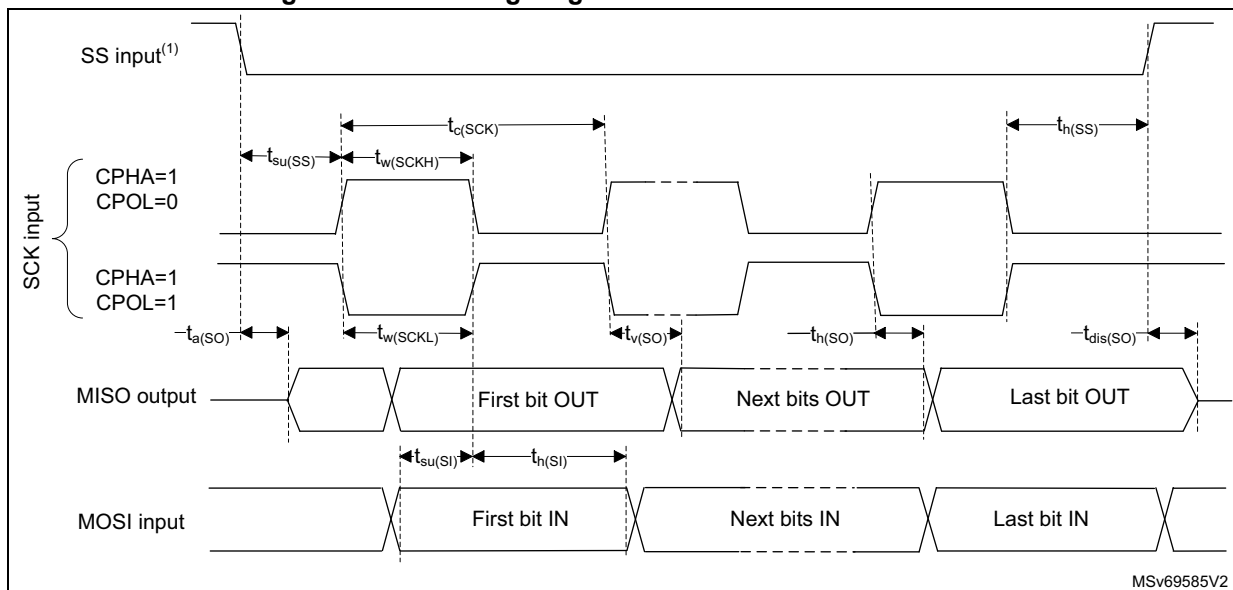 SS input(1)
tc(SCK)
th(SS)
tsu(SS)
tw(SCKH)
SCK input
CPHA=1
CPOL=0
CPHA=1
CPOL=1
ta(SO)
tw(SCKL)
tv(SO)
th(SO)
tdis(SO)
MISO output
First bit OUT
Next bits OUT
Last bit OUT
tsu(SI)
th(SI)
MOSI input
First bit IN
Next bits IN
Last bit IN
MSv69585V2